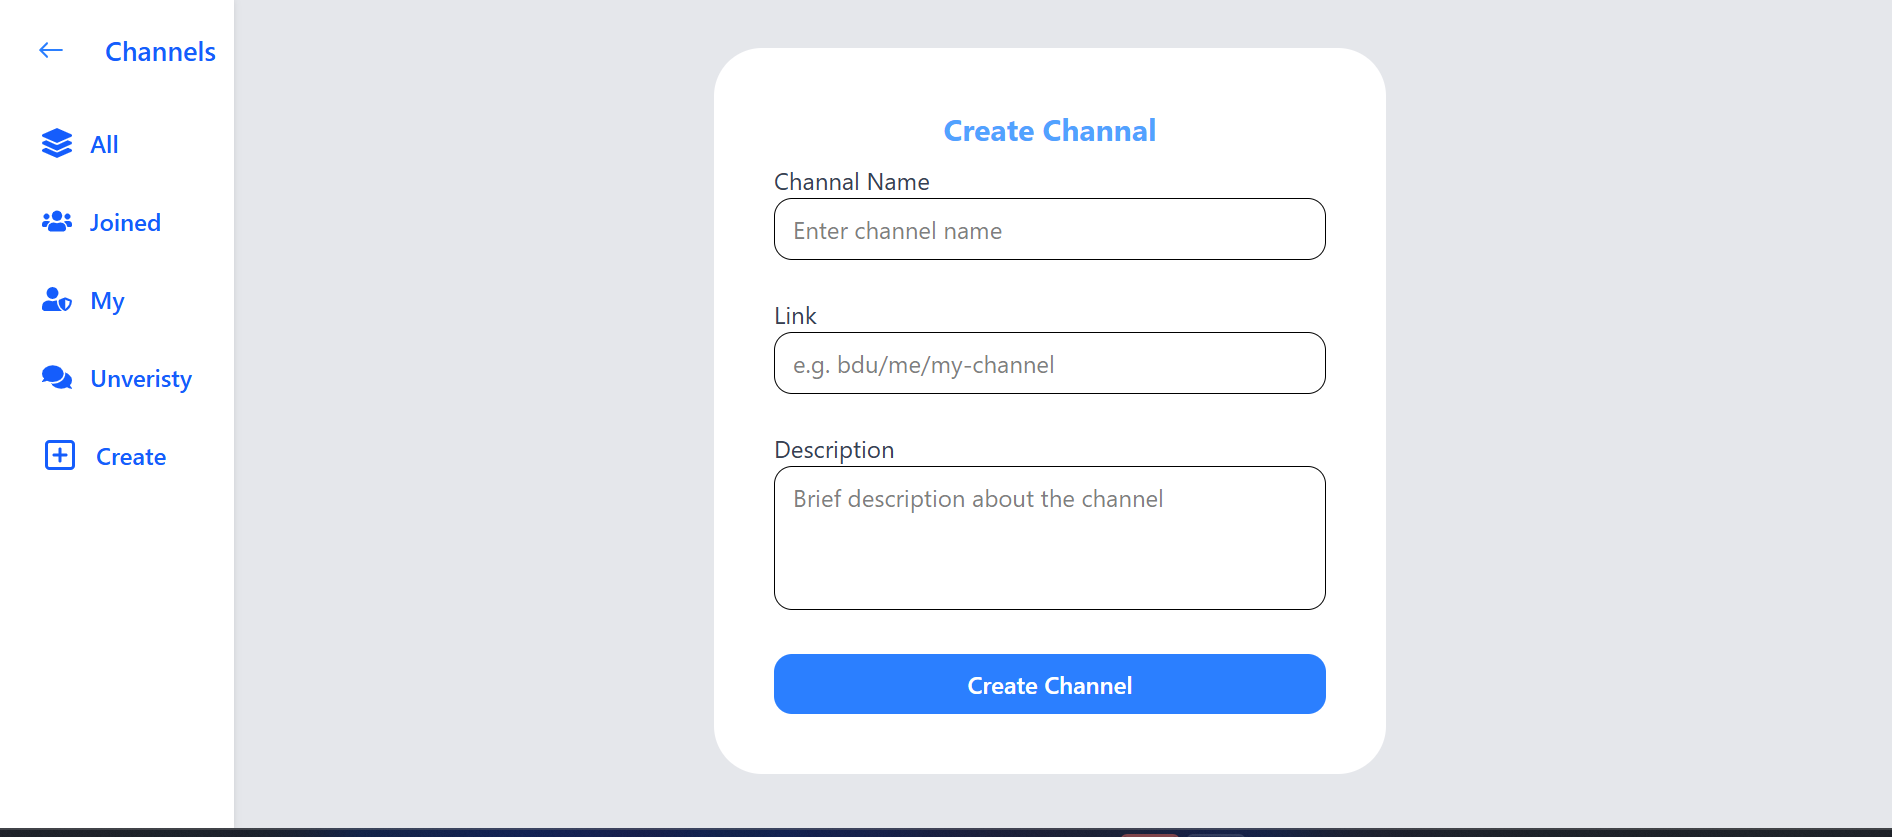 Channels
All
Joined
My
Unveristy
Create
Create Channal
Channal Name
Enter channel name
Link
e.g. bdu/me/my-channel
Description
Brief description about the channel
Create Channel